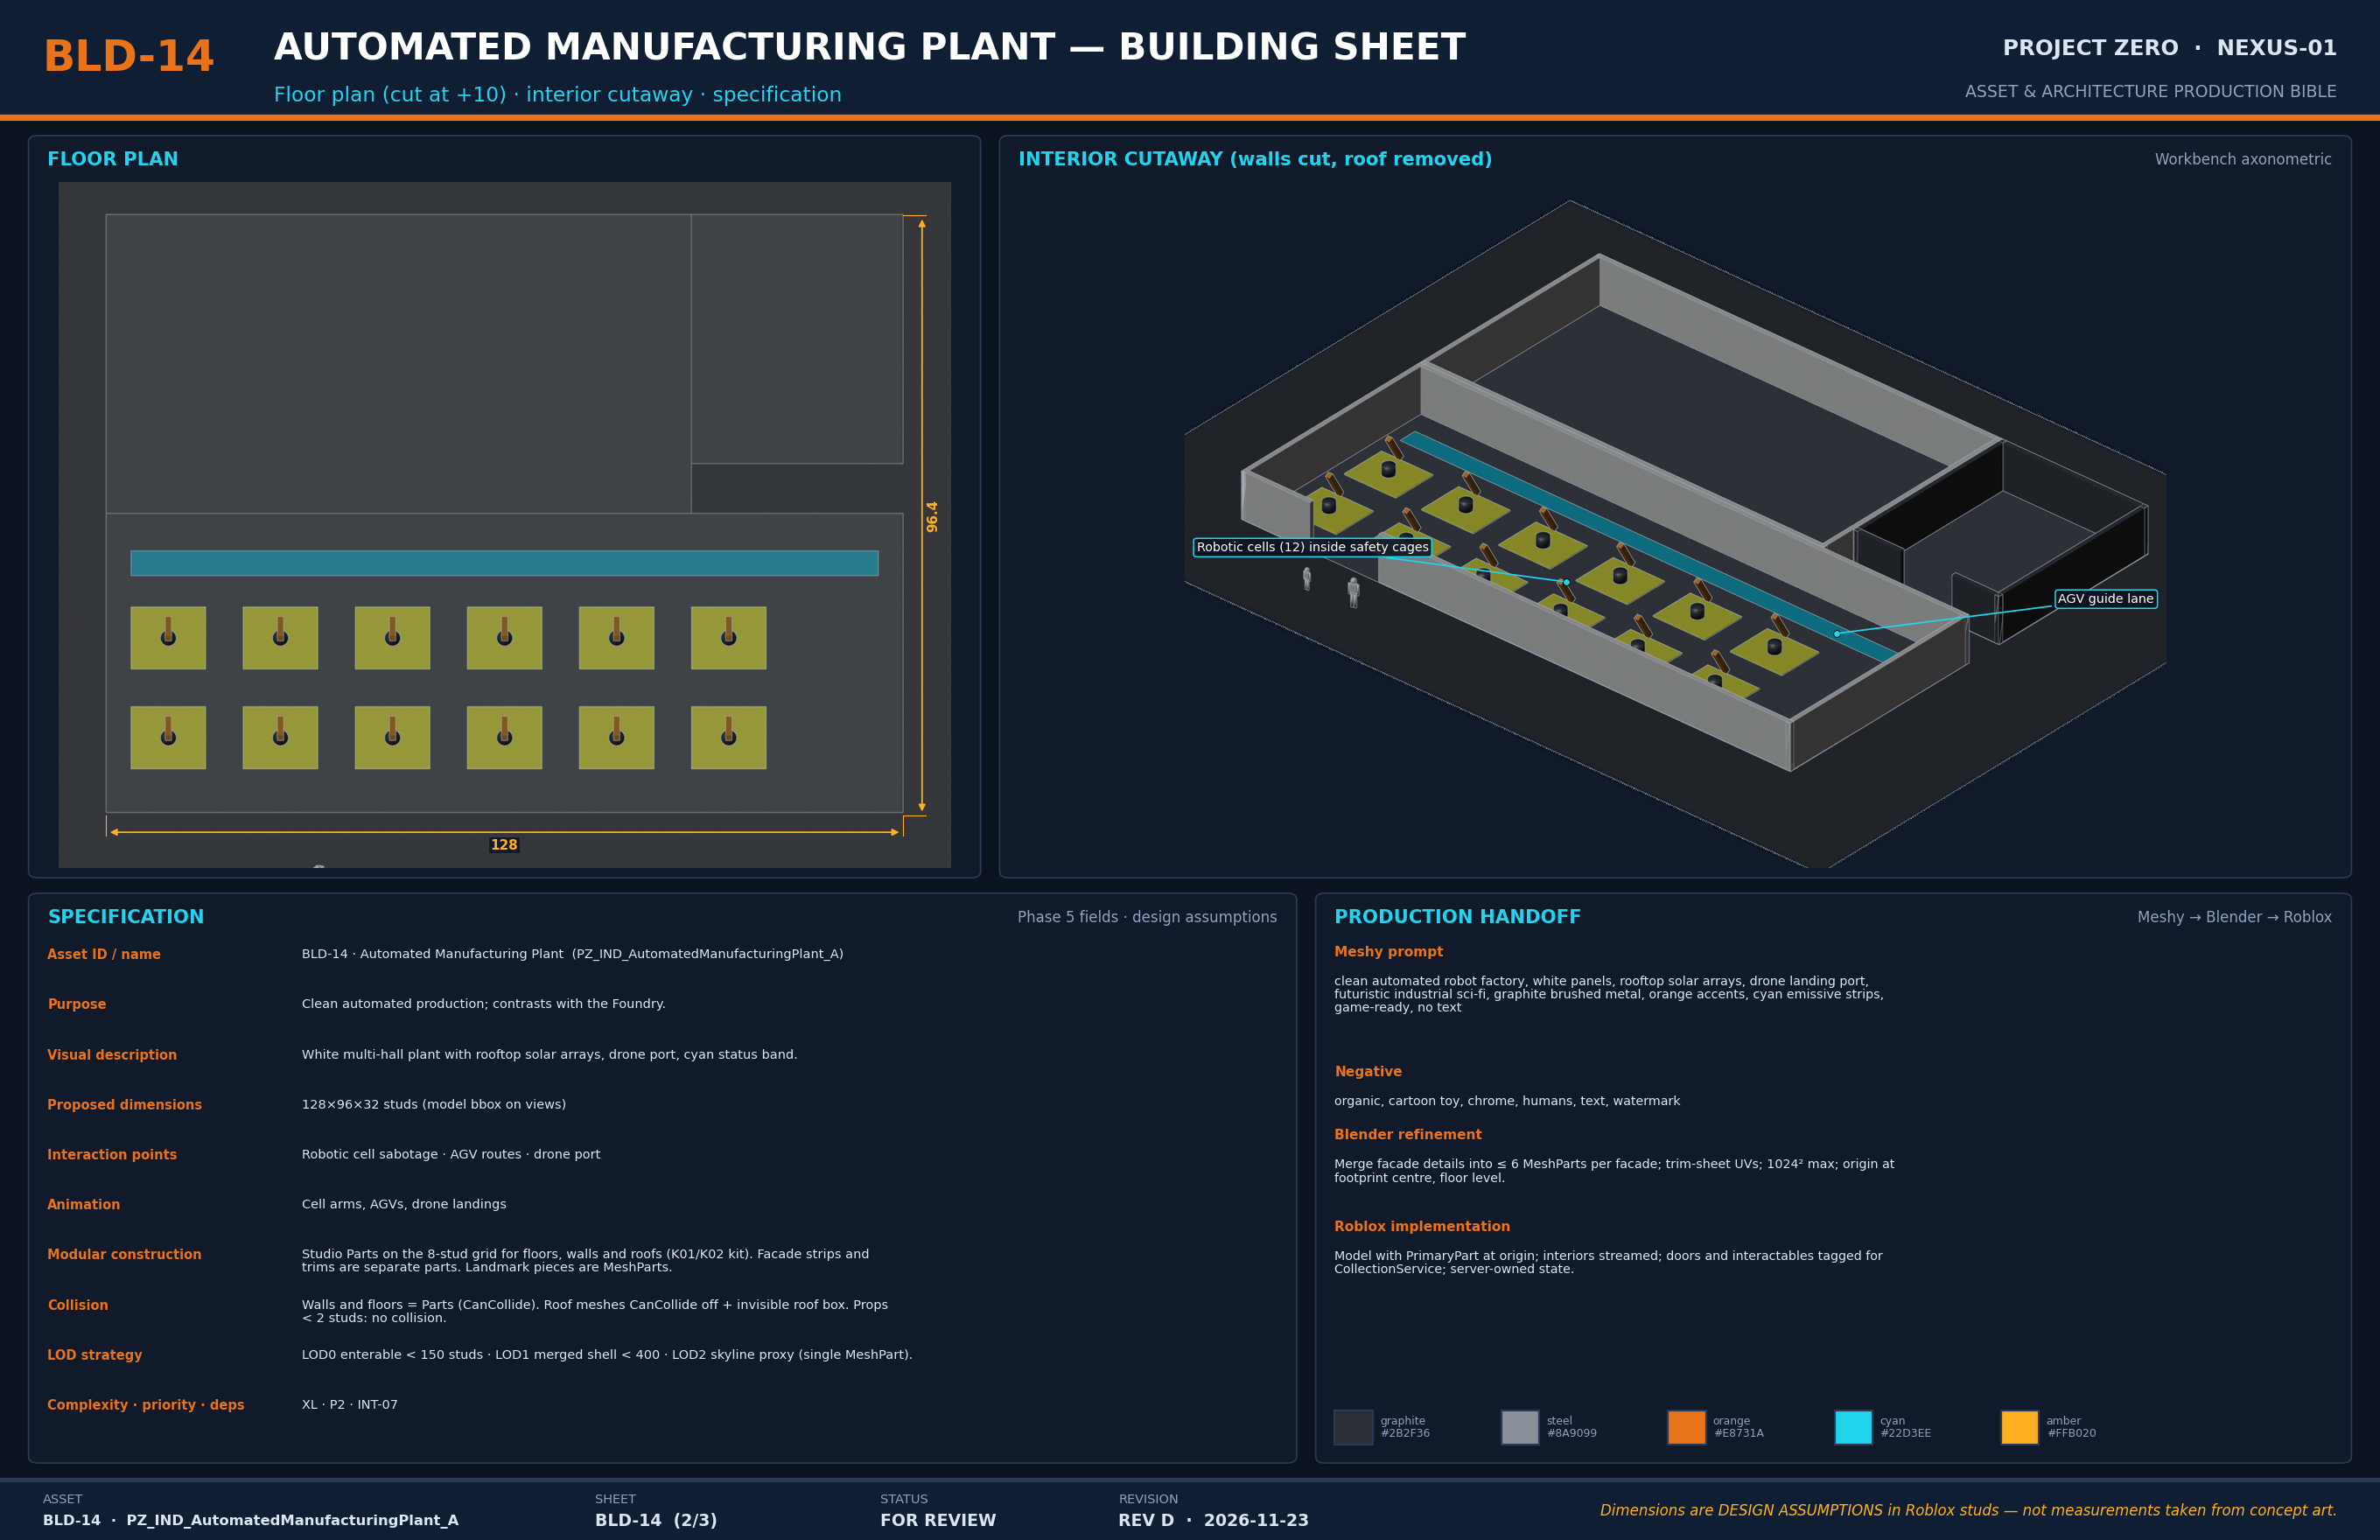 BLD-14
AUTOMATED MANUFACTURING PLANT — BUILDING SHEET
Floor plan (cut at +10) · interior cutaway · specification
PROJECT ZERO · NEXUS-01
ASSET & ARCHITECTURE PRODUCTION BIBLE
FLOOR PLAN
96.4
128
INTERIOR CUTAWAY (walls cut, roof removed)
Workbench axonometric
Robotic cells (12) inside safety cages
AGV guide lane
SPECIFICATION
Phase 5 fields · design assumptions
Asset ID / name
BLD-14 · Automated Manufacturing Plant (PZ_IND_AutomatedManufacturingPlant_A)
Purpose
Clean automated production; contrasts with the Foundry.
Visual description
White multi-hall plant with rooftop solar arrays, drone port, cyan status band.
Proposed dimensions
128×96×32 studs (model bbox on views)
Interaction points
Robotic cell sabotage · AGV routes · drone port
Animation
Cell arms, AGVs, drone landings
Modular construction
Studio Parts on the 8-stud grid for floors, walls and roofs (K01/K02 kit). Facade strips and
trims are separate parts. Landmark pieces are MeshParts.
Collision
Walls and floors = Parts (CanCollide). Roof meshes CanCollide off + invisible roof box. Props
< 2 studs: no collision.
LOD strategy
LOD0 enterable < 150 studs · LOD1 merged shell < 400 · LOD2 skyline proxy (single MeshPart).
Complexity · priority · deps
XL · P2 · INT-07
PRODUCTION HANDOFF
Meshy → Blender → Roblox
Meshy prompt
clean automated robot factory, white panels, rooftop solar arrays, drone landing port,
futuristic industrial sci-fi, graphite brushed metal, orange accents, cyan emissive strips,
game-ready, no text
Negative
organic, cartoon toy, chrome, humans, text, watermark
Blender refinement
Merge facade details into ≤ 6 MeshParts per facade; trim-sheet UVs; 1024² max; origin at
footprint centre, floor level.
Roblox implementation
Model with PrimaryPart at origin; interiors streamed; doors and interactables tagged for
CollectionService; server-owned state.
graphite
#2B2F36
steel
#8A9099
orange
#E8731A
cyan
#22D3EE
amber
#FFB020
ASSET
BLD-14 · PZ_IND_AutomatedManufacturingPlant_A
SHEET
BLD-14 (2/3)
STATUS
FOR REVIEW
REVISION
REV D · 2026-11-23
Dimensions are DESIGN ASSUMPTIONS in Roblox studs — not measurements taken from concept art.